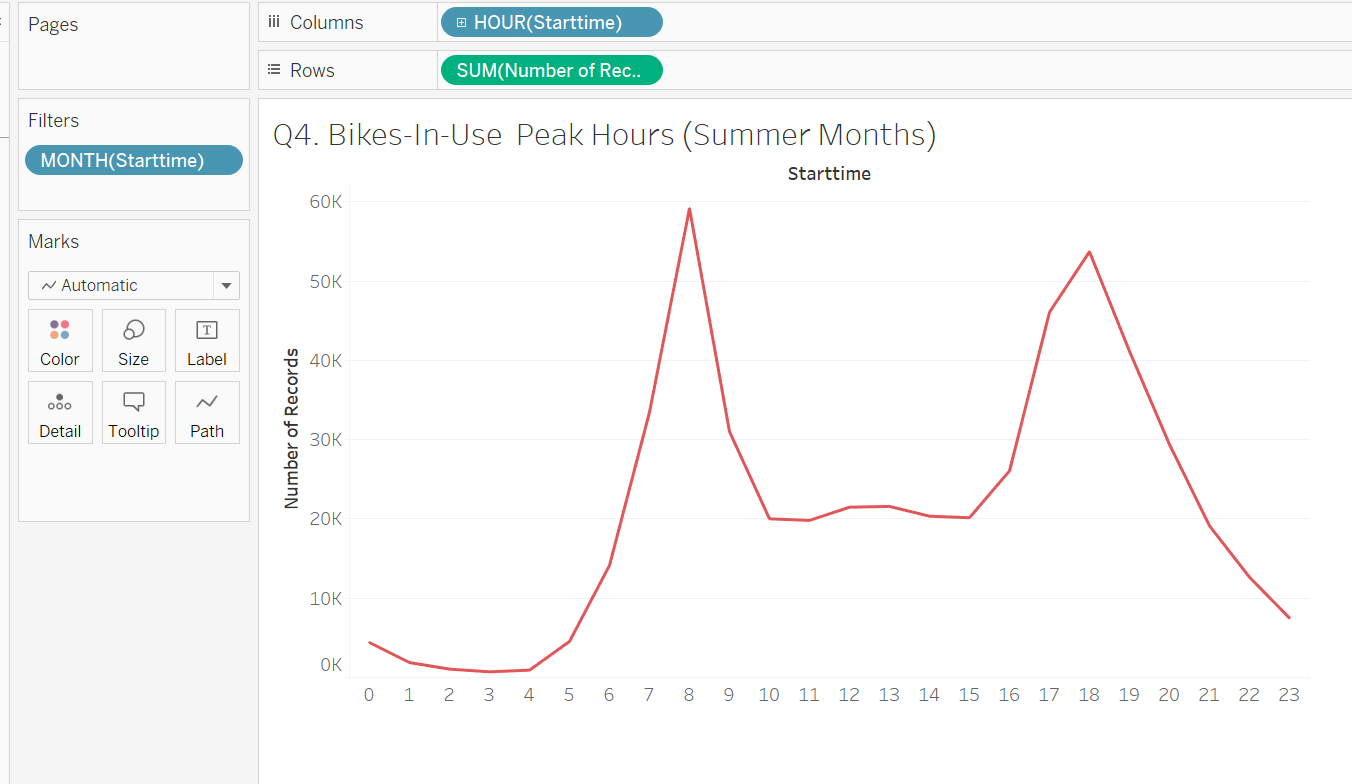 Pages
Columns
HOUR(Starttime)
Rows
SUM(Number of Rec..
Filters
MONTH(Starttime)
Marks
Automatic
Color Size Label
Detail Tooltip Path
Q4. Bikes-In-Use  Peak Hours (Summer Months)
Starttime
Number of Records
60K
50K
40K
30K
20K
10K
0K
0 1 2 3 4 5 6 7 8 9 10 11 12 13 14 15 16 17 18 19 20 21 22 23